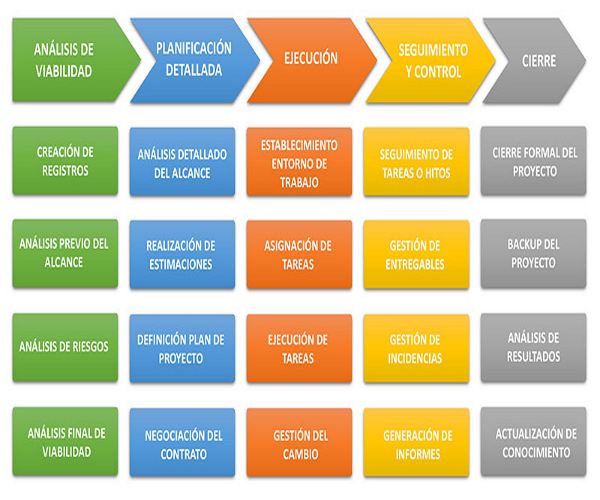 ANÁLISIS DE
VIABILIDAD
PLANIFICACIÓN
DETALLADA
EJECUCIÓN
SEGUIMIENTO
Y CONTROL
CIERRE
CREACIÓN DE
REGISTROS
ANÁLISIS DETALLADO
DEL ALCANCE
ESTABLECIMIENTO
ENTORNO DE
TRABAJO
SEGUIMIENTO DE
TAREAS O HITOS
CIERRE FORMAL DEL
PROYECTO
ANÁLISIS PREVIO DEL
ALCANCE
REALIZACIÓN DE
ESTIMACIONES
ASIGNACIÓN DE
TAREAS
GESTIÓN DE
ENTREGABLES
BACKUP DEL
PROYECTO
ANÁLISIS DE RIESGOS
DEFINICIÓN PLAN DE
PROYECTO
EJECUCIÓN DE
TAREAS
GESTIÓN DE
INCIDENCIAS
ANÁLISIS DE
RESULTADOS
ANÁLISIS FINAL DE
VIABILIDAD
NEGOCIACIÓN DEL
CONTRATO
GESTIÓN DEL
CAMBIO
GENERACIÓN DE
INFORMES
ACTUALIZACIÓN DE
CONOCIMIENTO